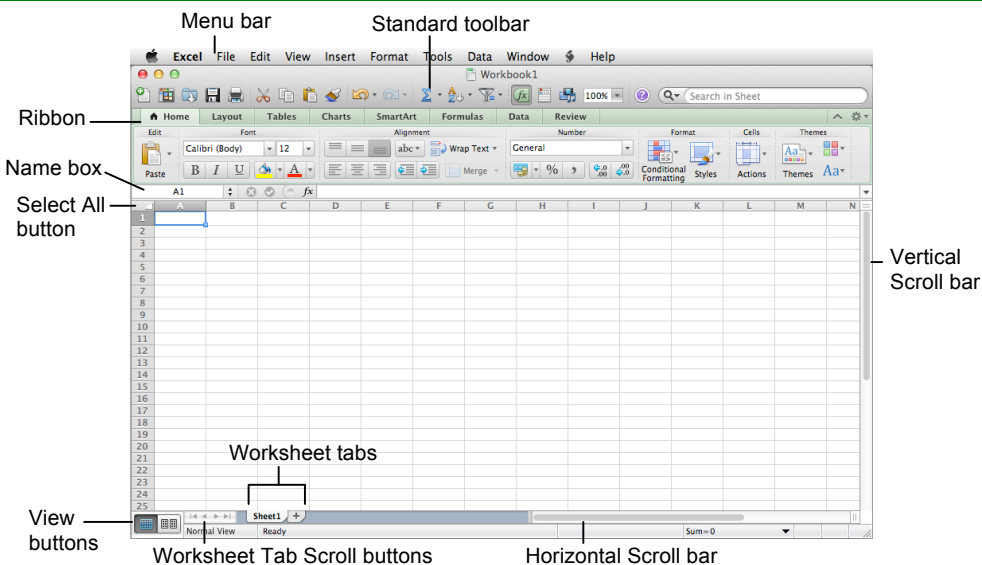 Menu bar
Standard toolbar
Excel File Edit View Insert Format Tools Data Window Help
Workbook1
100%
Search in Sheet
Ribbon
Home Layout Tables Charts SmartArt Formulas Data Review
Edit Font Alignment Number Format Cells Themes
Calibri (Body) 12 abc Wrap Text General
Paste B I U A Merge % , Conditional Formatting Styles Actions Themes Aa
Name box
A1 fx
Select All
button
A B C D E F G H I J K L M N
1
2
3
4
5
6
7
8
9
10
11
12
13
14
15
16
17
18
19
20
21
22
23
24
25
Vertical
Scroll bar
Worksheet tabs
Sheet1 +
View
buttons
Normal View Ready Sum=0
Worksheet Tab Scroll buttons
Horizontal Scroll bar